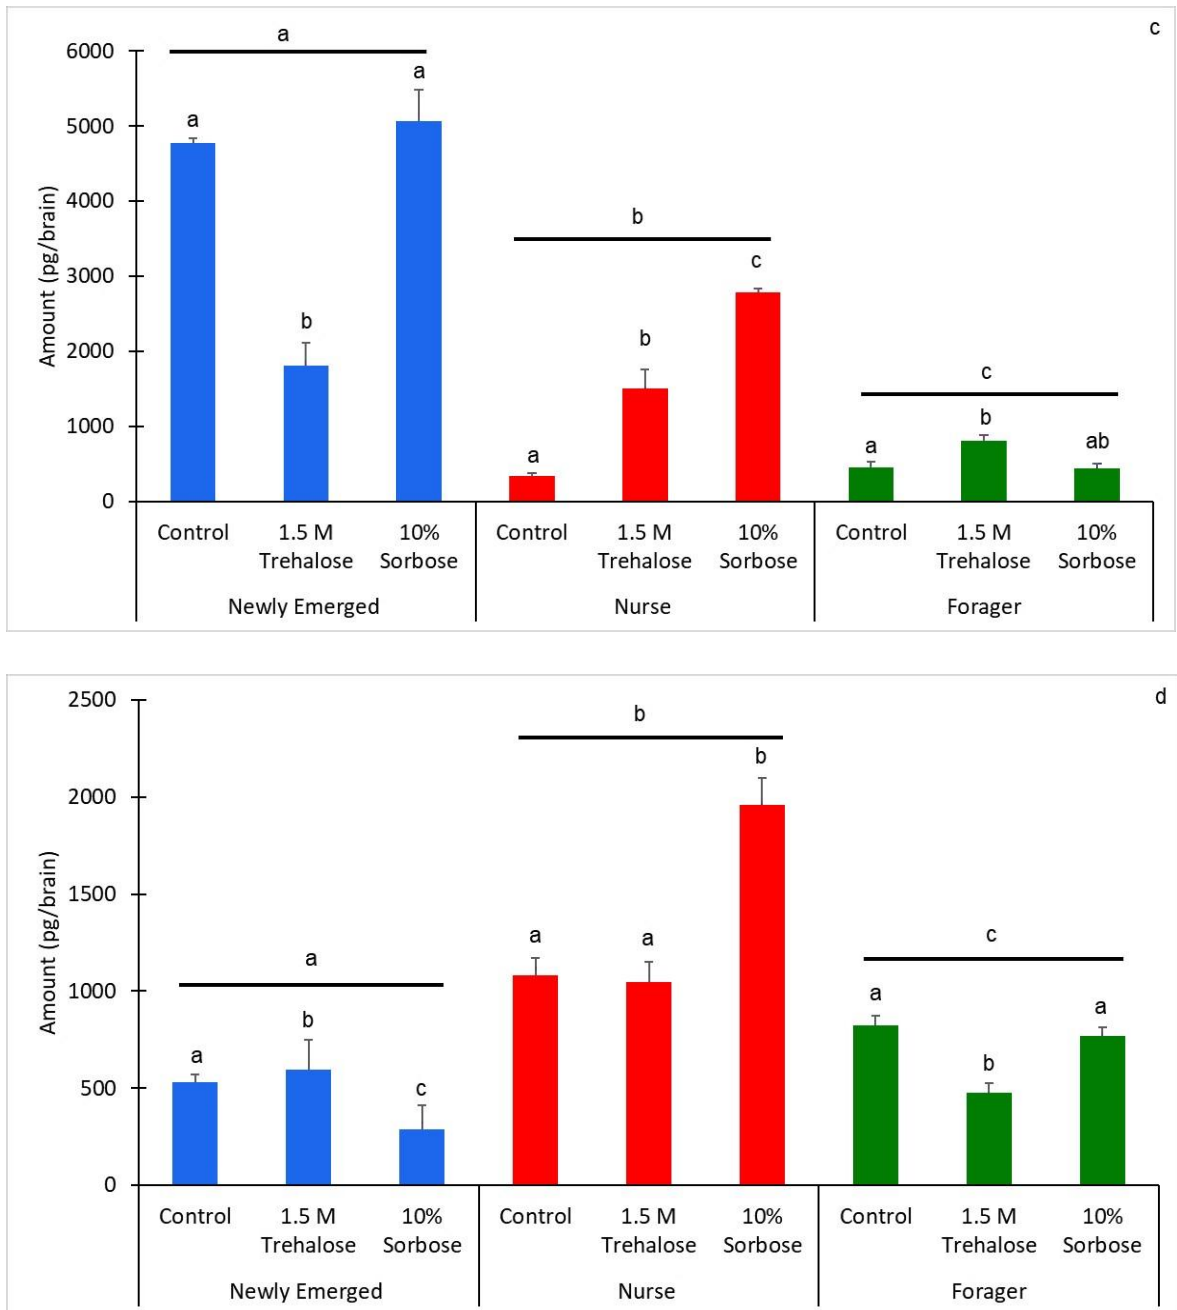 c
a
6000
a
a
5000
4000
b
3000
c
b
b
2000
c
1000
b
a
a
ab
0
Amount (pg/brain)
Control
1.5 M
Trehalose
10%
Sorbose
Control
1.5 M
Trehalose
10%
Sorbose
Control
1.5 M
Trehalose
10%
Sorbose
Newly Emerged
Nurse
Forager
d
2500
b
b
2000
1500
a
a
c
a
1000
a
a
b
a
b
c
500
0
Amount (pg/brain)
Control
1.5 M
Trehalose
10%
Sorbose
Control
1.5 M
Trehalose
10%
Sorbose
Control
1.5 M
Trehalose
10%
Sorbose
Newly Emerged
Nurse
Forager